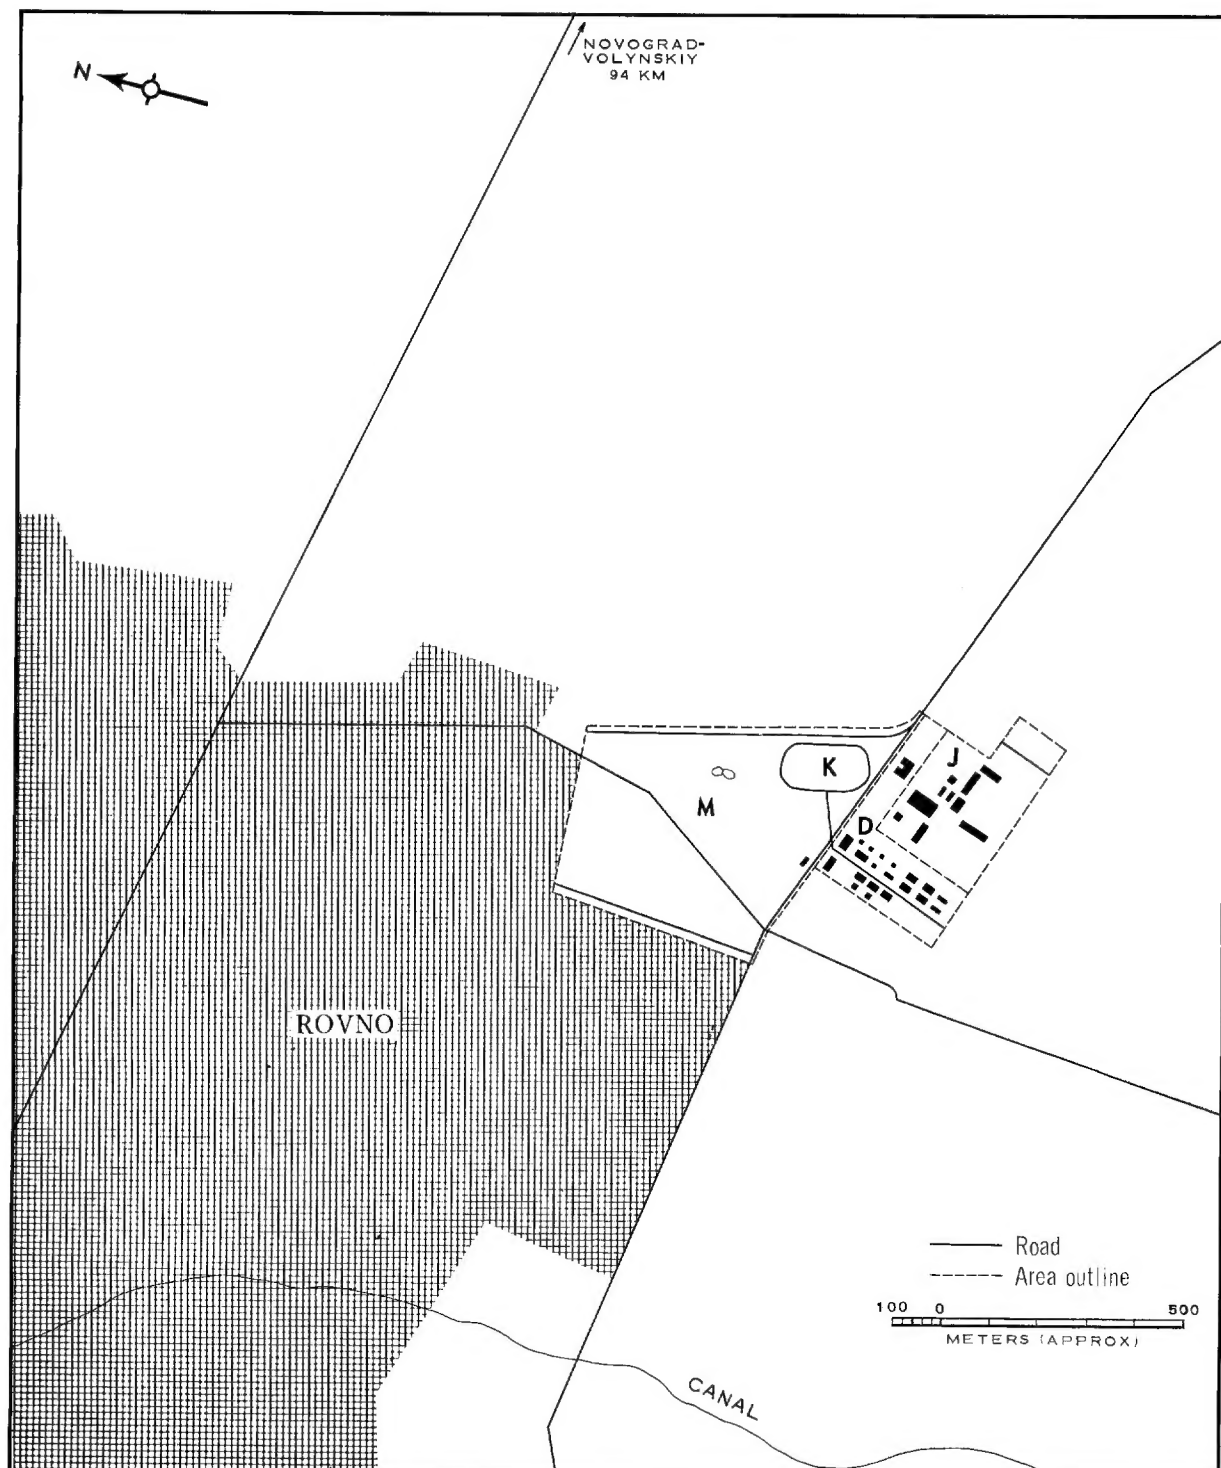 NOVOGRAD-
VOLYNSKIY
94 KM
N
K
J
M
D
ROVNO
Road
Area outline
100 0 500
METERS (APPROX)
CANAL